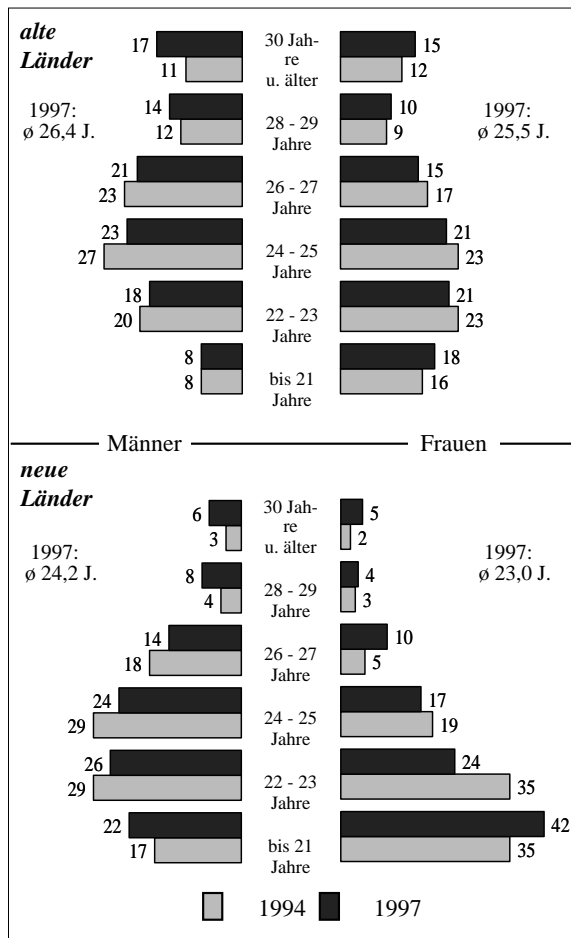 alte
Länder
1997:
ø 26,4 J.
1997:
ø 25,5 J.
17 30 Jah- 15
11 re 12
u. älter
14 10
12 28 - 29 9
Jahre
21 15
23 26 - 27 17
Jahre
23 21
27 24 - 25 23
Jahre
18 21
20 22 - 23 23
Jahre
8 18
8 bis 21 16
Jahre
Männer Frauen
neue
Länder
1997:
ø 24,2 J.
1997:
ø 23,0 J.
6 30 Jah- 5
3 re 2
u. älter
8 4
4 28 - 29 3
Jahre
14 10
18 26 - 27 5
Jahre
24 17
29 24 - 25 19
Jahre
26 24
29 22 - 23 35
Jahre
22 42
17 bis 21 35
Jahre
1994 1997